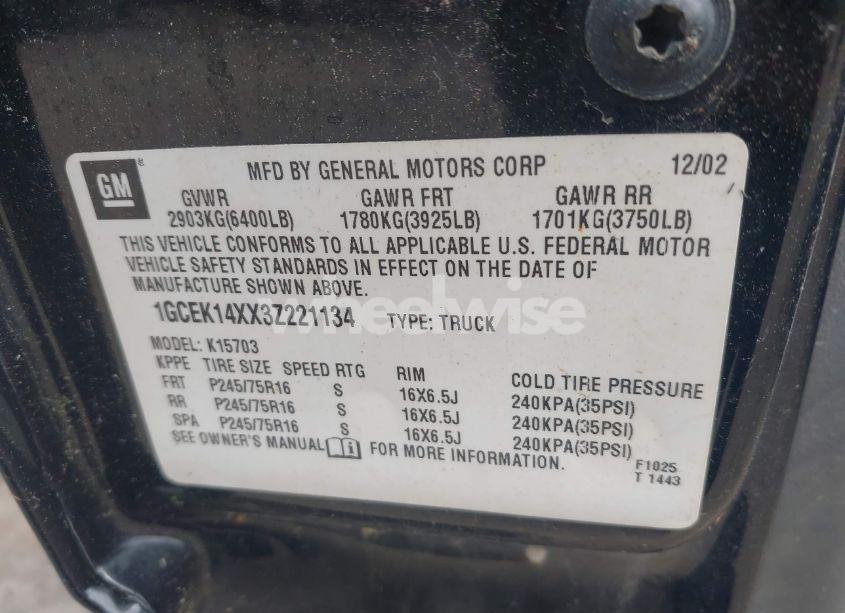 GM
MFD BY GENERAL MOTORS CORP 12/02
GVWR GAWR FRT GAWR RR
2903KG(6400LB) 1780KG(3925LB) 1701KG(3750LB)
THIS VEHICLE CONFORMS TO ALL APPLICABLE U.S. FEDERAL MOTOR
VEHICLE SAFETY STANDARDS IN EFFECT ON THE DATE OF
MANUFACTURE SHOWN ABOVE.
1GCEK14XX3Z221134 TYPE: TRUCK
wheelwise
MODEL: K15703
KPPE TIRE SIZE SPEED RTG RIM COLD TIRE PRESSURE
FRT P245/75R16 S 16X6.5J 240KPA(35PSI)
RR P245/75R16 S 16X6.5J 240KPA(35PSI)
SPA P245/75R16 S 16X6.5J 240KPA(35PSI)
SEE OWNER'S MANUAL FOR MORE INFORMATION.
F1025
T 1443